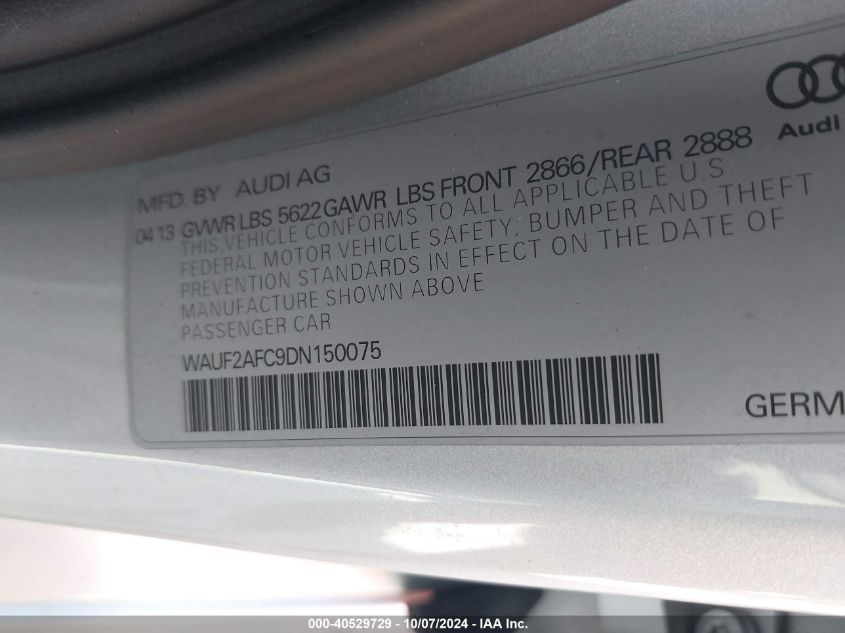 Audi
MFD. BY AUDI AG
04 13 GVWR LBS 5622 GAWR LBS FRONT 2866/REAR 2888
THIS VEHICLE CONFORMS TO ALL APPLICABLE U.S.
FEDERAL MOTOR VEHICLE SAFETY, BUMPER AND THEFT
PREVENTION STANDARDS IN EFFECT ON THE DATE OF
MANUFACTURE SHOWN ABOVE
PASSENGER CAR
WAUF2AFC9DN150075
GERM
000-40529729 - 10/07/2024 - IAA Inc.